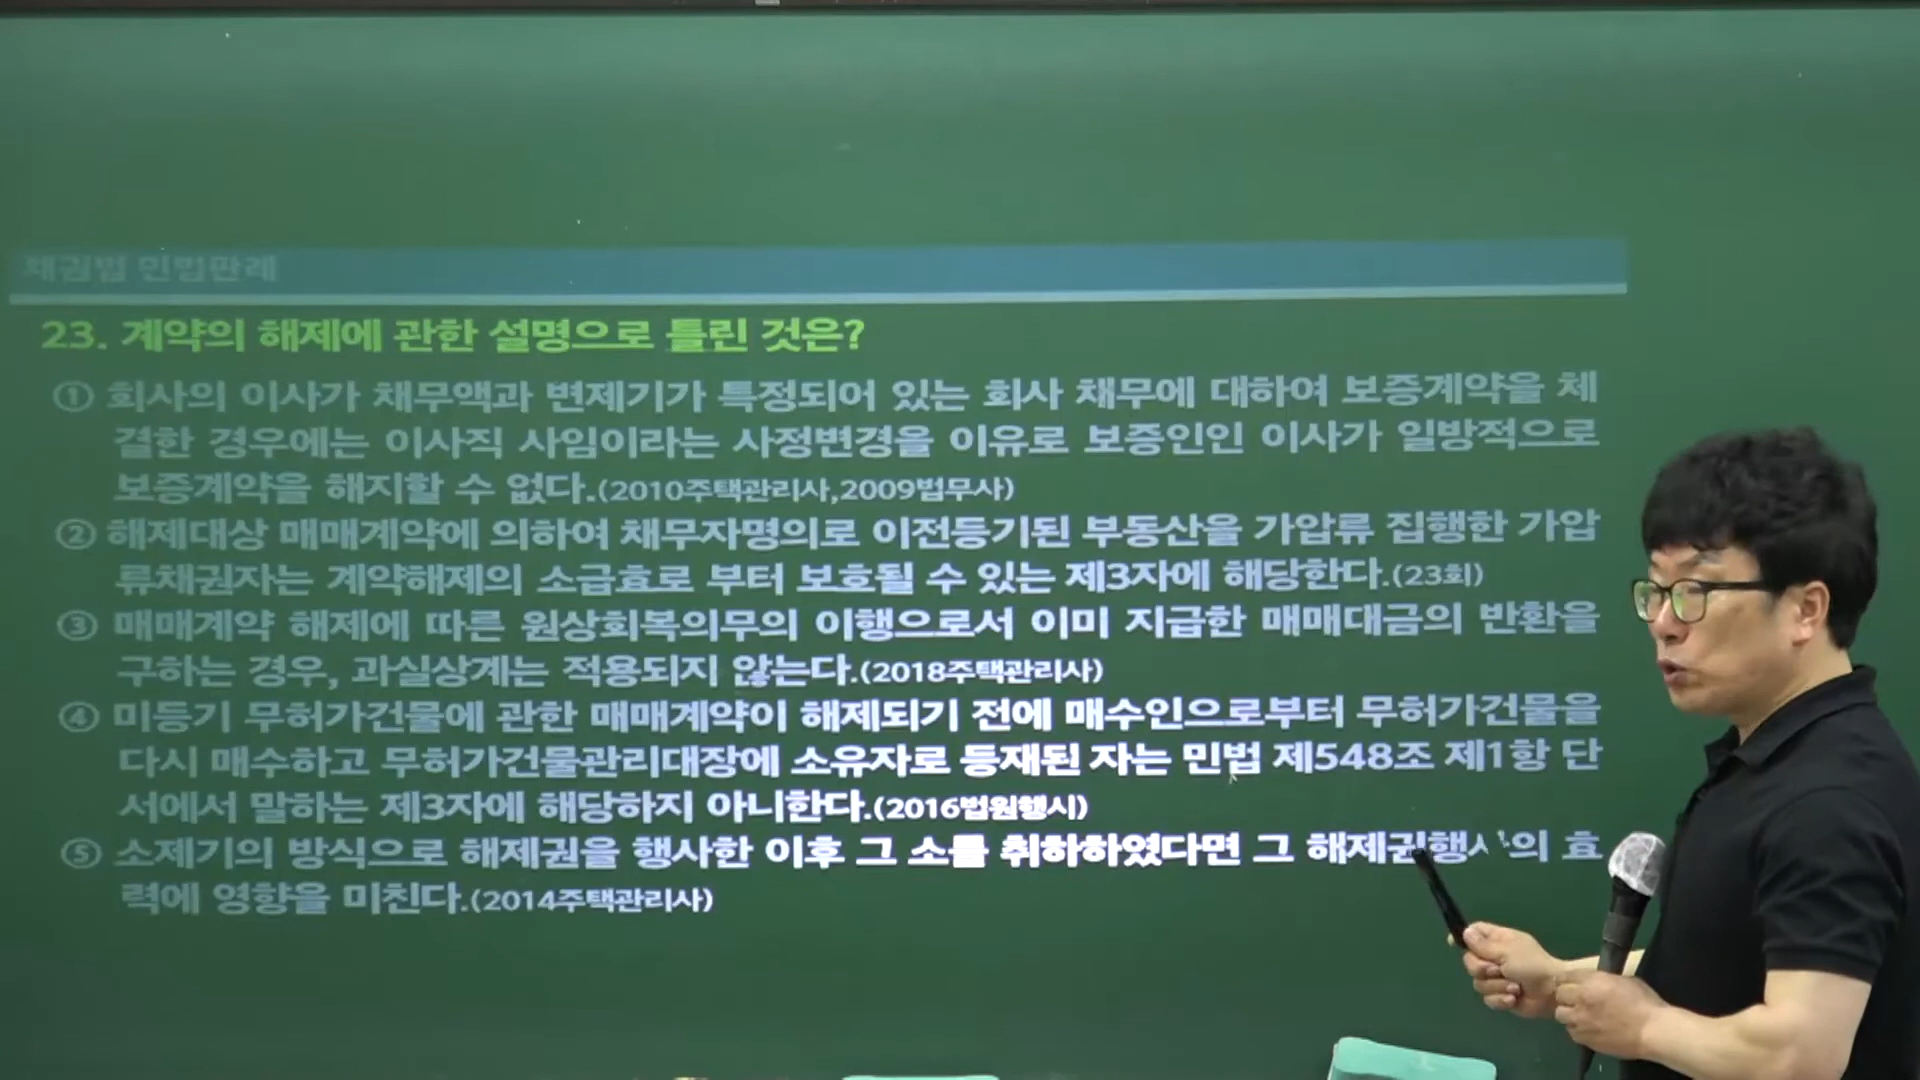 채권법 민법판례
23. 계약의 해제에 관한 설명으로 틀린 것은?
① 회사의 이사가 채무액과 변제기가 특정되어 있는 회사 채무에 대하여 보증계약을 체
결한 경우에는 이사직 사임이라는 사정변경을 이유로 보증인인 이사가 일방적으로
보증계약을 해지할 수 없다.(2010주택관리사,2009법무사)
② 해제대상 매매계약에 의하여 채무자명의로 이전등기된 부동산을 가압류 집행한 가압
류채권자는 계약해제의 소급효로 부터 보호될 수 있는 제3자에 해당한다.(23회)
③ 매매계약 해제에 따른 원상회복의무의 이행으로서 이미 지급한 매매대금의 반환을
구하는 경우, 과실상계는 적용되지 않는다.(2018주택관리사)
④ 미등기 무허가건물에 관한 매매계약이 해제되기 전에 매수인으로부터 무허가건물을
다시 매수하고 무허가건물관리대장에 소유자로 등재된 자는 민법 제548조 제1항 단
서에서 말하는 제3자에 해당하지 아니한다.(2016법원행시)
⑤ 소제기의 방식으로 해제권을 행사한 이후 그 소를 취하하였다면 그 해제권행사의 효
력에 영향을 미친다.(2014주택관리사)